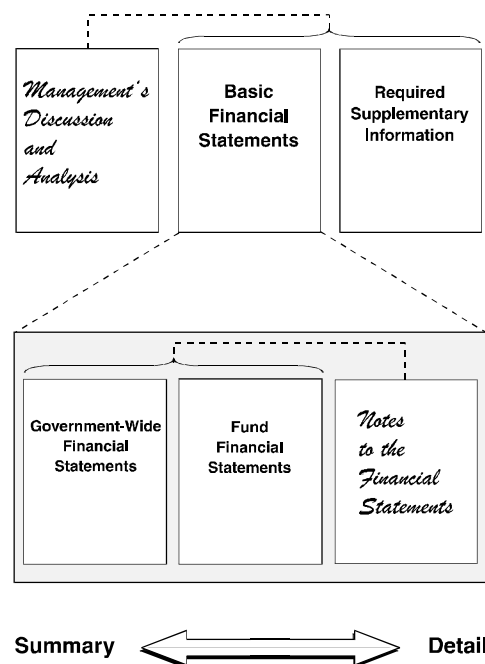 Management's
Discussion
and
Analysis
Basic
Financial
Statements
Required
Supplementary
Information
Government-Wide
Financial
Statements
Fund
Financial
Statements
Notes
to the
Financial
Statements
Summary
Detail